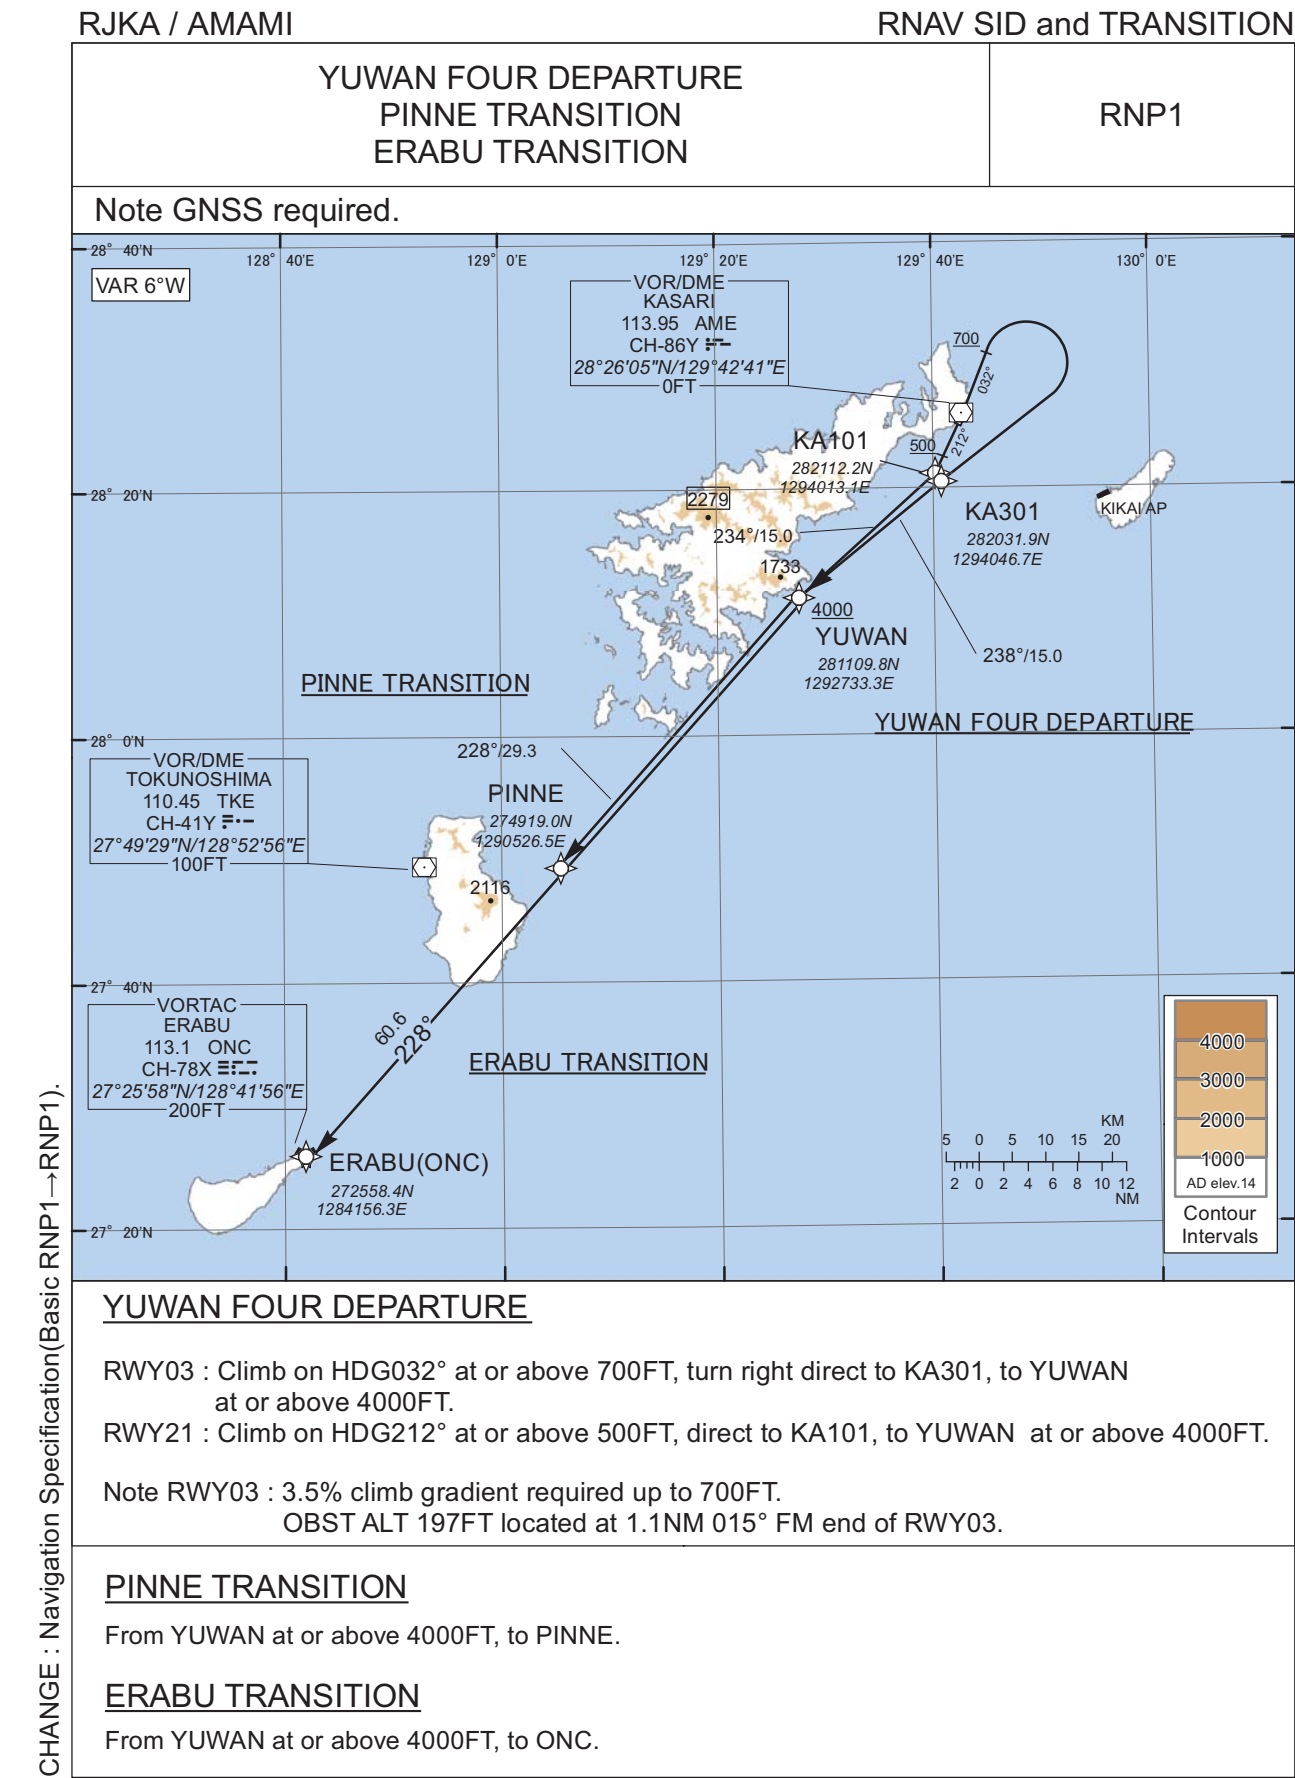 RJKA / AMAMI
RNAV SID and TRANSITION
YUWAN FOUR DEPARTURE
PINNE TRANSITION
ERABU TRANSITION
RNP1
Note GNSS required.
28° 40'N
128° 40'E
129° 0'E
129° 20'E
129° 40'E
130° 0'E
VAR 6°W
VOR/DME
KASARI
113.95 AME
CH-86Y
28°26'05"N/129°42'41"E
0FT
700
032°
212°
500
KA101
282112.2N
1294013.1E
28° 20'N
2279
234°/15.0
KA301
282031.9N
1294046.7E
KIKAI AP
1733
4000
YUWAN
281109.8N
1292733.3E
238°/15.0
PINNE TRANSITION
YUWAN FOUR DEPARTURE
28° 0'N
228°/29.3
VOR/DME
TOKUNOSHIMA
110.45 TKE
CH-41Y
27°49'29"N/128°52'56"E
100FT
PINNE
274919.0N
1290526.5E
2116
27° 40'N
VORTAC
ERABU
113.1 ONC
CH-78X
27°25'58"N/128°41'56"E
200FT
60.6
228°
ERABU TRANSITION
ERABU(ONC)
272558.4N
1284156.3E
27° 20'N
KM
5 0 5 10 15 20
2 0 2 4 6 8 10 12
NM
4000
3000
2000
1000
AD elev.14
Contour
Intervals
YUWAN FOUR DEPARTURE
RWY03 : Climb on HDG032° at or above 700FT, turn right direct to KA301, to YUWAN
at or above 4000FT.
RWY21 : Climb on HDG212° at or above 500FT, direct to KA101, to YUWAN at or above 4000FT.
Note RWY03 : 3.5% climb gradient required up to 700FT.
OBST ALT 197FT located at 1.1NM 015° FM end of RWY03.
PINNE TRANSITION
From YUWAN at or above 4000FT, to PINNE.
ERABU TRANSITION
From YUWAN at or above 4000FT, to ONC.
CHANGE : Navigation Specification(Basic RNP1→RNP1).